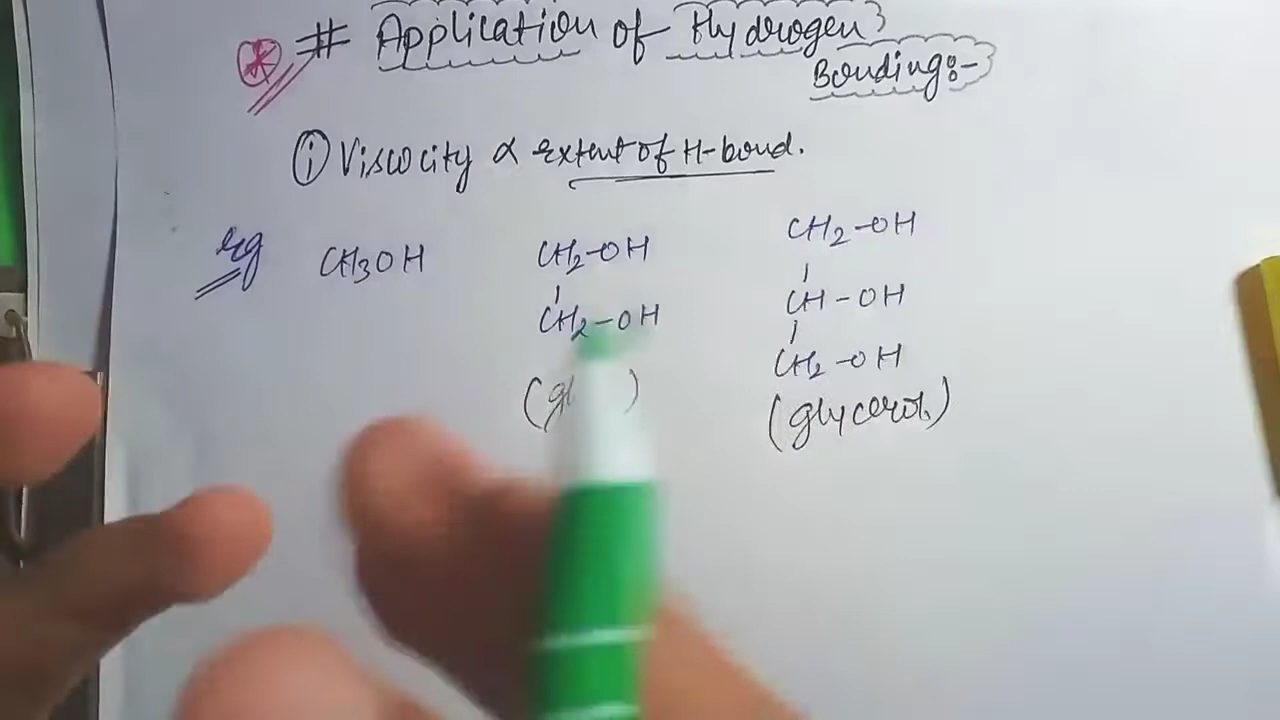 # Application of Hydrogen
Bonding:-
(i) Viscocity ∝ extent of H-bond.
eg CH3OH
CH2-OH
CH2-OH
CH2-OH
CH-OH
CH2-OH
(glycerol)